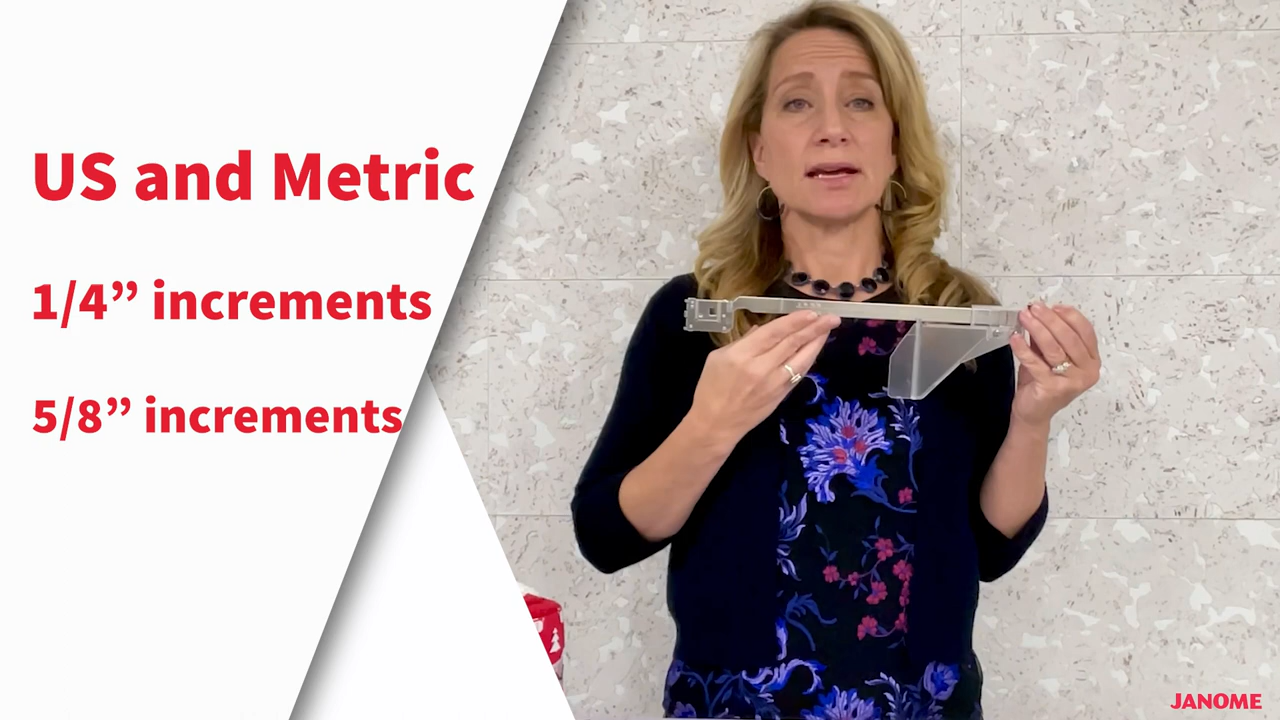 US and Metric
1/4” increments
5/8” increments
JANOME